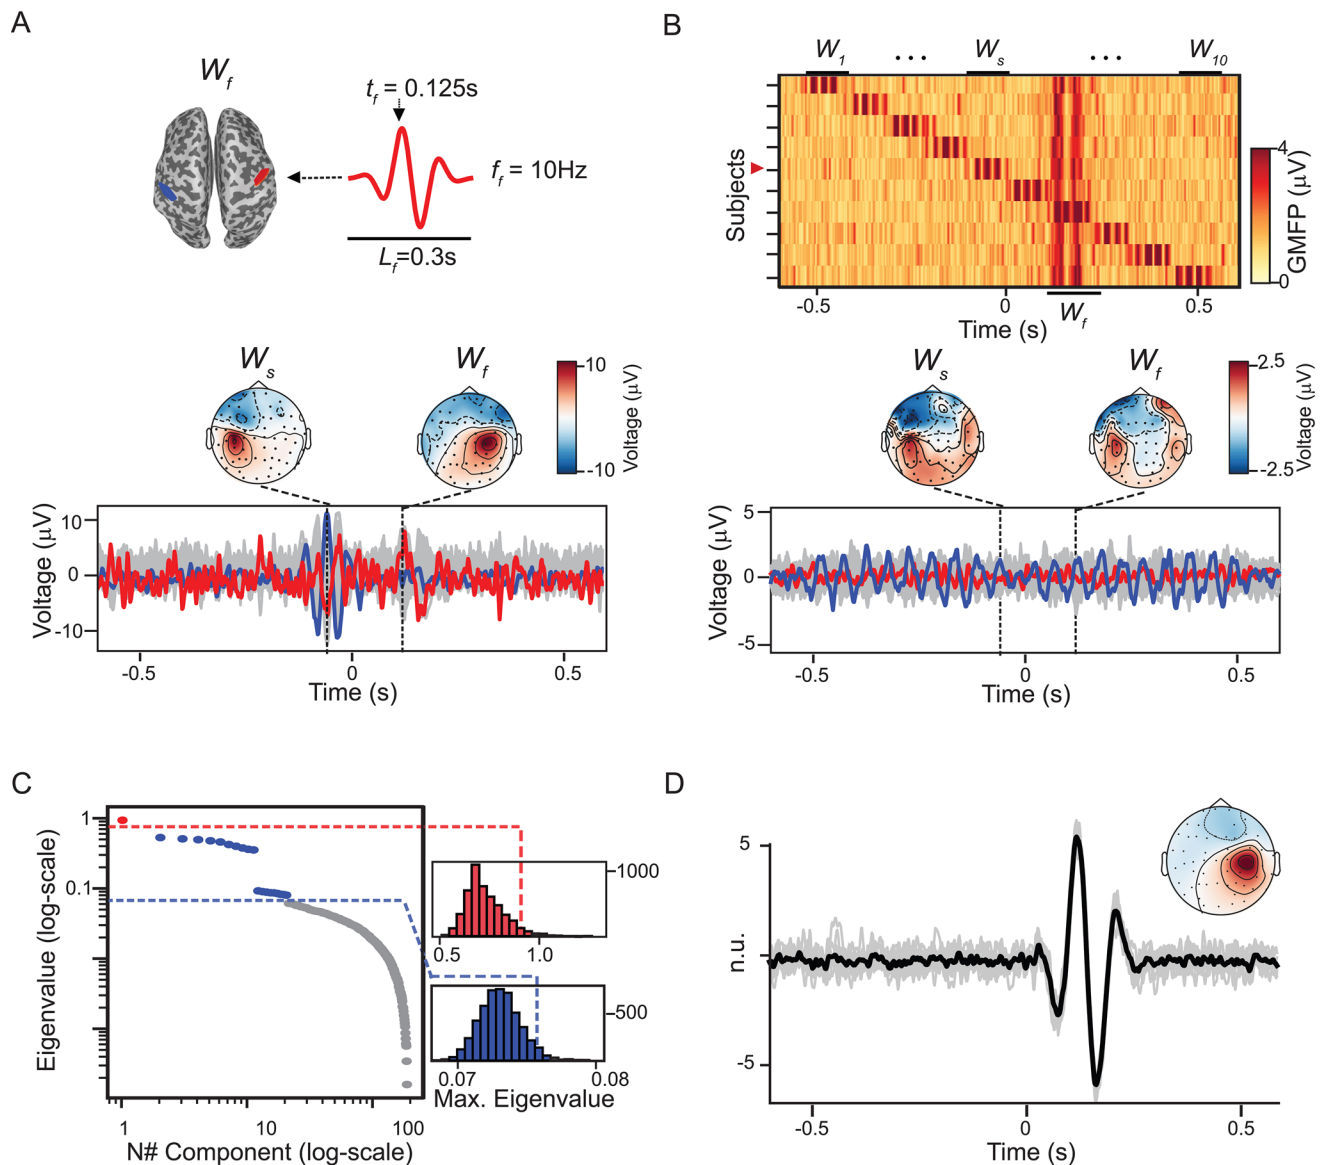 A
W_f
t_f = 0.125s
f_f = 10Hz
L_f=0.3s
W_s
W_f
10
-10
Voltage (µV)
10
0
-10
Voltage (µV)
-0.5
0
0.5
Time (s)
B
W_1
...
W_s
...
W_10
Subjects
4
0
GMFP (µV)
-0.5
0
0.5
Time (s)
W_f
W_s
W_f
2.5
-2.5
Voltage (µV)
5
0
-5
Voltage (µV)
-0.5
0
0.5
Time (s)
C
Eigenvalue (log-scale)
1
0.1
1
10
100
N# Component (log-scale)
1000
0.5
1.0
500
0.07
0.08
Max. Eigenvalue
D
5
n.u.
-5
-0.5
0
0.5
Time (s)